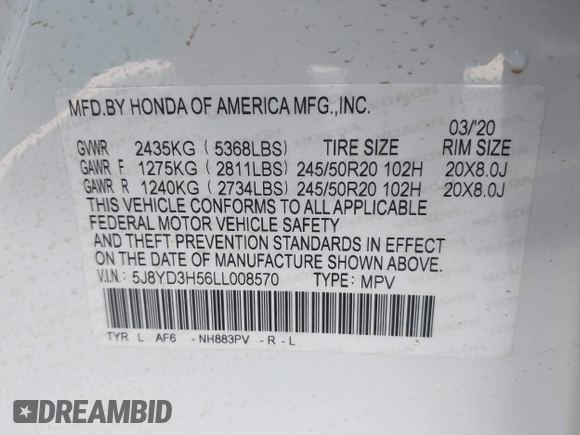 MFD.BY HONDA OF AMERICA MFG.,INC.
03/'20
GVWR 2435KG ( 5368LBS) TIRE SIZE RIM SIZE
GAWR F 1275KG ( 2811LBS) 245/50R20 102H 20X8.0J
GAWR R 1240KG ( 2734LBS) 245/50R20 102H 20X8.0J
THIS VEHICLE CONFORMS TO ALL APPLICABLE
FEDERAL MOTOR VEHICLE SAFETY
AND THEFT PREVENTION STANDARDS IN EFFECT
ON THE DATE OF MANUFACTURE SHOWN ABOVE.
V.I.N.: 5J8YD3H56LL008570 TYPE: MPV
TYR L AF6 -NH883PV -R-L
DREAMBID